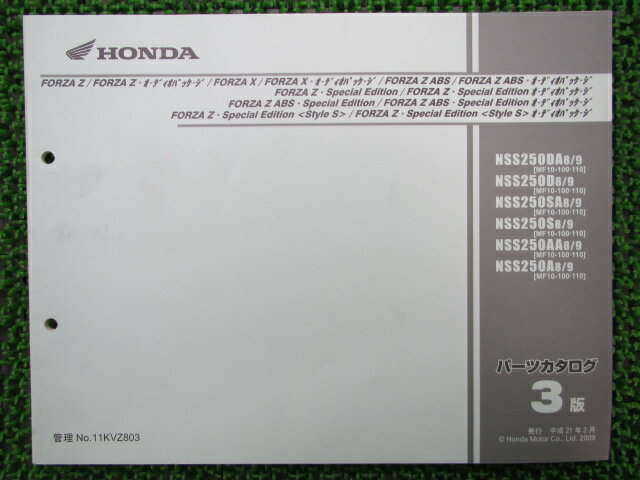 HONDA
FORZA Z / FORZA Z・ｵｰﾃﾞｨｵﾊﾟｯｹｰｼﾞ / FORZA X / FORZA X・ｵｰﾃﾞｨｵﾊﾟｯｹｰｼﾞ / FORZA Z ABS / FORZA Z ABS・ｵｰﾃﾞｨｵﾊﾟｯｹｰｼﾞ
FORZA Z・Special Edition / FORZA Z・Special Edition ｵｰﾃﾞｨｵﾊﾟｯｹｰｼﾞ
FORZA Z ABS・Special Edition / FORZA Z ABS・Special Edition ｵｰﾃﾞｨｵﾊﾟｯｹｰｼﾞ
FORZA Z・Special Edition <Style S> / FORZA Z・Special Edition <Style S> ｵｰﾃﾞｨｵﾊﾟｯｹｰｼﾞ
NSS250DA8/9
[MF10-100·110]
NSS250D8/9
[MF10-100·110]
NSS250SA8/9
[MF10-100·110]
NSS250S8/9
[MF10-100·110]
NSS250AA8/9
[MF10-100·110]
NSS250A8/9
[MF10-100·110]
パーツカタログ
3版
発行 平成21年2月
© Honda Motor Co., Ltd. 2009
管理 No.11KVZ803